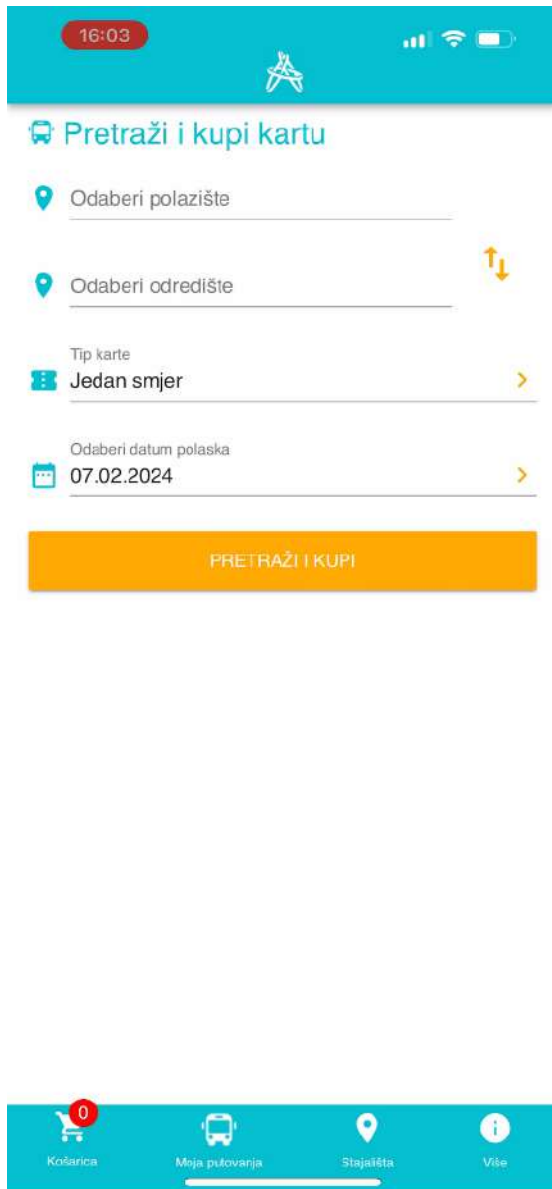 16:03
Pretraži i kupi kartu
Odaberi polazište
Odaberi odredište
Tip karte
Jedan smjer
Odaberi datum polaska
07.02.2024
PRETRAŽI I KUPI
0
Košarica
Moja putovanja
Stajališta
Više